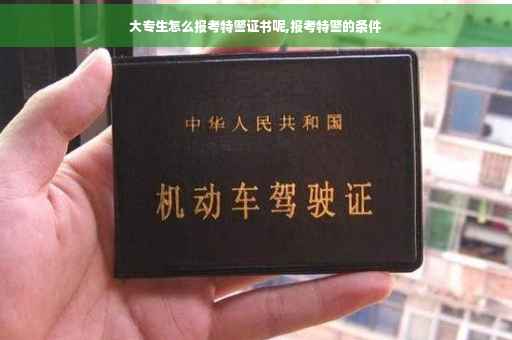 大专生怎么报考特警证书呢,报考特警的条件
中华人民共和国
机动车驾驶证